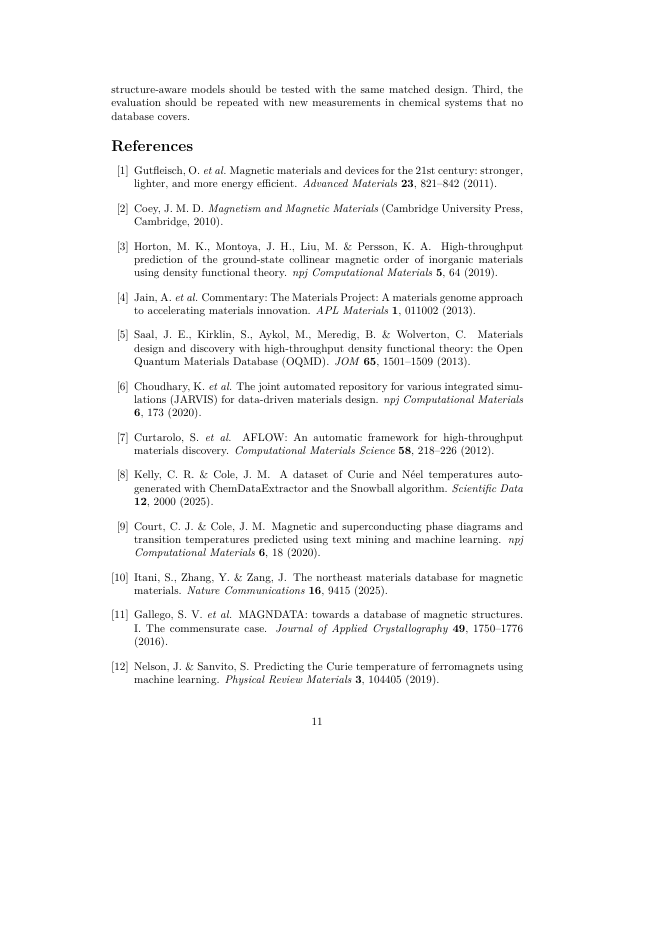 structure-aware models should be tested with the same matched design. Third, the
evaluation should be repeated with new measurements in chemical systems that no
database covers.
References
[1] Gutfleisch, O. et al. Magnetic materials and devices for the 21st century: stronger,
lighter, and more energy efficient. Advanced Materials 23, 821–842 (2011).
[2] Coey, J. M. D. Magnetism and Magnetic Materials (Cambridge University Press,
Cambridge, 2010).
[3] Horton, M. K., Montoya, J. H., Liu, M. & Persson, K. A. High-throughput
prediction of the ground-state collinear magnetic order of inorganic materials
using density functional theory. npj Computational Materials 5, 64 (2019).
[4] Jain, A. et al. Commentary: The Materials Project: A materials genome approach
to accelerating materials innovation. APL Materials 1, 011002 (2013).
[5] Saal, J. E., Kirklin, S., Aykol, M., Meredig, B. & Wolverton, C. Materials
design and discovery with high-throughput density functional theory: the Open
Quantum Materials Database (OQMD). JOM 65, 1501–1509 (2013).
[6] Choudhary, K. et al. The joint automated repository for various integrated simu-
lations (JARVIS) for data-driven materials design. npj Computational Materials
6, 173 (2020).
[7] Curtarolo, S. et al. AFLOW: An automatic framework for high-throughput
materials discovery. Computational Materials Science 58, 218–226 (2012).
[8] Kelly, C. R. & Cole, J. M. A dataset of Curie and Néel temperatures auto-
generated with ChemDataExtractor and the Snowball algorithm. Scientific Data
12, 2000 (2025).
[9] Court, C. J. & Cole, J. M. Magnetic and superconducting phase diagrams and
transition temperatures predicted using text mining and machine learning. npj
Computational Materials 6, 18 (2020).
[10] Itani, S., Zhang, Y. & Zang, J. The northeast materials database for magnetic
materials. Nature Communications 16, 9415 (2025).
[11] Gallego, S. V. et al. MAGNDATA: towards a database of magnetic structures.
I. The commensurate case. Journal of Applied Crystallography 49, 1750–1776
(2016).
[12] Nelson, J. & Sanvito, S. Predicting the Curie temperature of ferromagnets using
machine learning. Physical Review Materials 3, 104405 (2019).
11